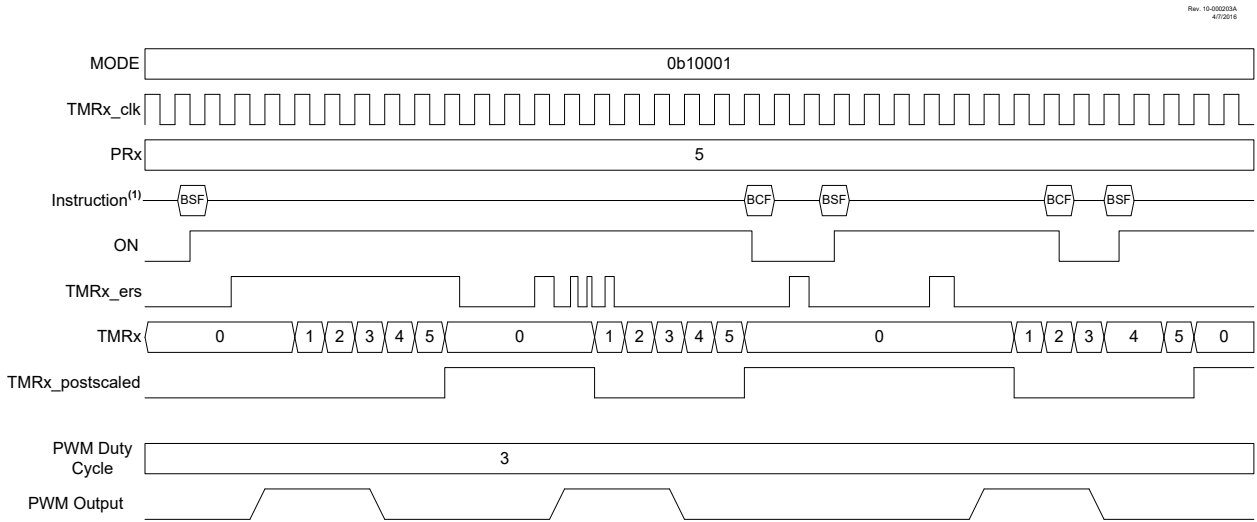 Rev. 10-000203A
4/7/2016
MODE 0b10001
TMRx_clk
PRx 5
Instruction(1) BSF BCF BSF BCF BSF
ON
TMRx_ers
TMRx 0 1 2 3 4 5 0 1 2 3 4 5 0 1 2 3 4 5 0
TMRx_postscaled
PWM Duty
Cycle 3
PWM Output